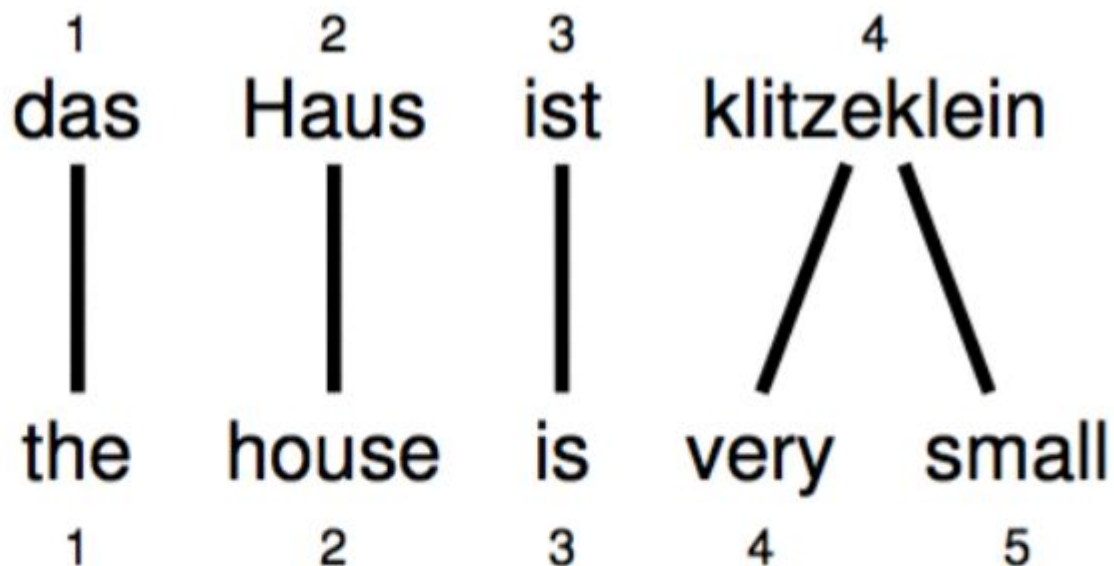 1 2 3 4
das Haus ist klitzeklein
the house is very small
1 2 3 4 5